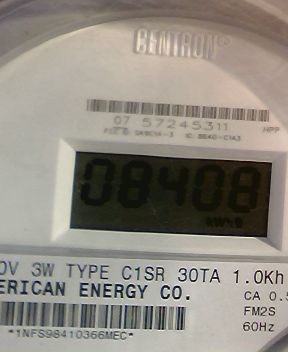 CENTRON®
07 57245311
HPP
08408
kWh
0V 3W TYPE C1SR 30TA 1.0Kh
ERICAN ENERGY CO.
CA 0.5
FM2S
60Hz
*1NFS98410366MEC*